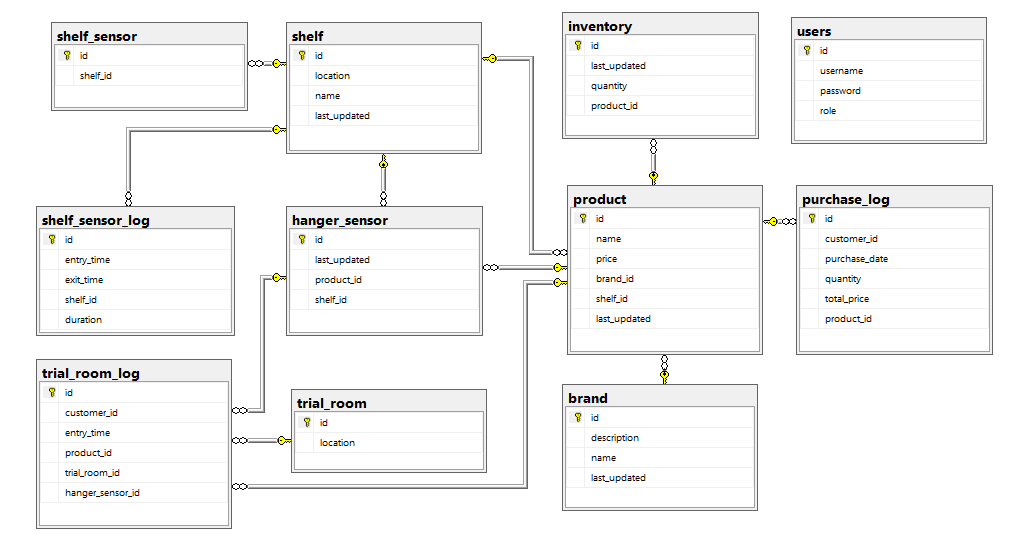 shelf_sensor
id
shelf_id
shelf
id
location
name
last_updated
inventory
id
last_updated
quantity
product_id
users
id
username
password
role
shelf_sensor_log
id
entry_time
exit_time
shelf_id
duration
hanger_sensor
id
last_updated
product_id
shelf_id
product
id
name
price
brand_id
shelf_id
last_updated
purchase_log
id
customer_id
purchase_date
quantity
total_price
product_id
trial_room_log
id
customer_id
entry_time
product_id
trial_room_id
hanger_sensor_id
trial_room
id
location
brand
id
description
name
last_updated